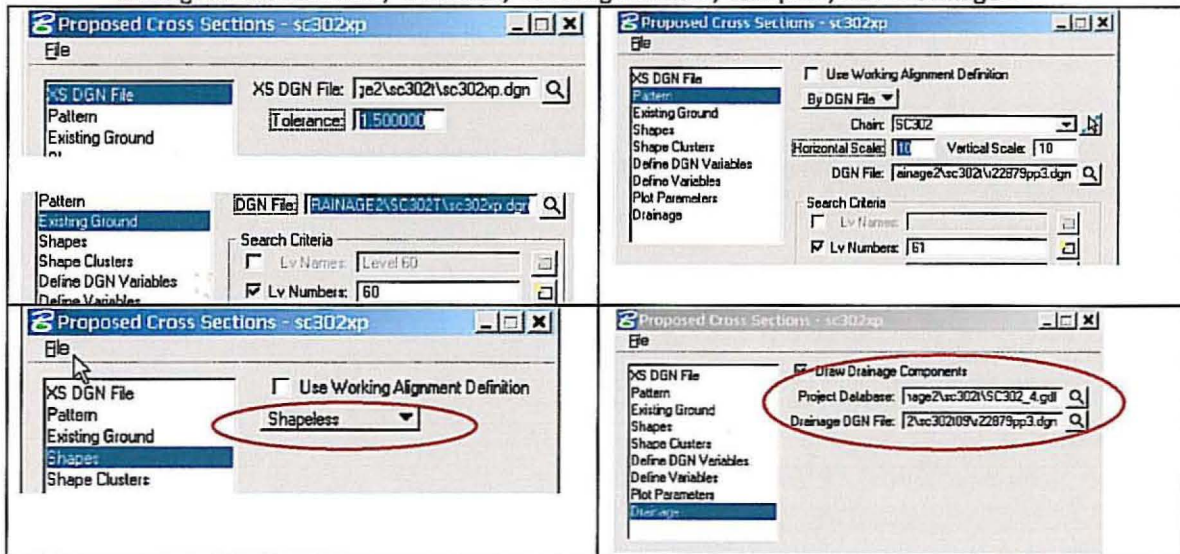 Proposed Cross Sections - sc302xp
File
XS DGN File
Pattern
Existing Ground
XS DGN File: ge2\sc302t\sc302xp.dgn
Tolerance: 1.500000
Pattern
Existing Ground
Shapes
Shape Clusters
Define DGN Variables
Define Variables
DGN File: RAINAGE2\SC302T\sc302xp.dgn
Search Criteria
Lv Names: Level 60
Lv Numbers: 60
Proposed Cross Sections - sc302xp
File
XS DGN File
Pattern
Existing Ground
Shapes
Shape Clusters
Define DGN Variables
Define Variables
Plot Parameters
Drainage
Use Working Alignment Definition
By DGN File
Chain: SC302
Horizontal Scale: 10 Vertical Scale: 10
DGN File: ainage2\sc302t\v22879pp3.dgn
Search Criteria
Lv Names:
Lv Numbers: 61
Proposed Cross Sections - sc302xp
File
XS DGN File
Pattern
Existing Ground
Shapes
Shape Clusters
Use Working Alignment Definition
Shapeless
Proposed Cross Sections - sc302xp
File
XS DGN File
Pattern
Existing Ground
Shapes
Shape Clusters
Define DGN Variables
Define Variables
Plot Parameters
Drainage
Draw Drainage Components
Project Database: nage2\sc302t\SC302_4.gdf
Drainage DGN File: 2\sc302t09\v22879pp3.dgn